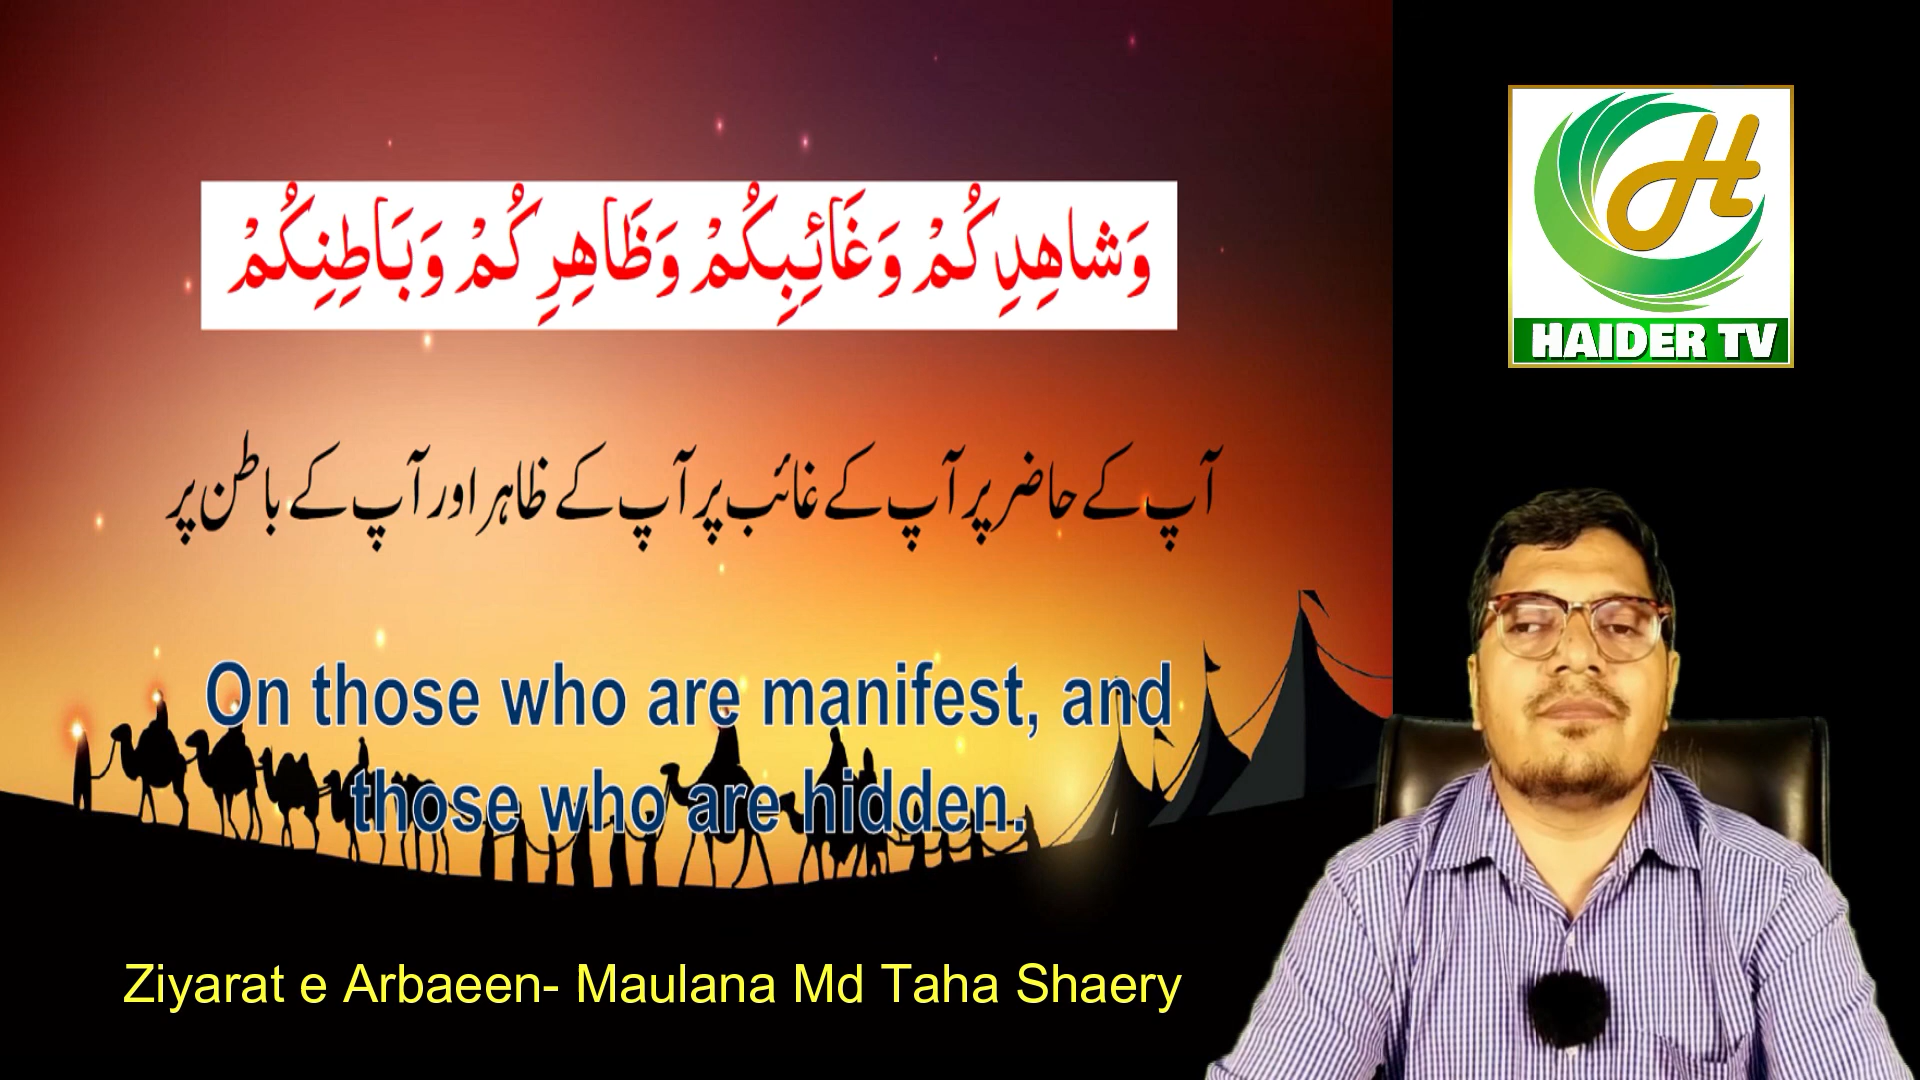 وَشاهِدِكُمْ وَغَائِبِكُمْ وَظَاهِرِكُمْ وَبَاطِنِكُمْ
آپ کے حاضر پر آپ کے غائب پر آپ کے ظاہر اور آپ کے باطن پر
On those who are manifest, and
those who are hidden.
Ziyarat e Arbaeen- Maulana Md Taha Shaery
H
HAIDER TV